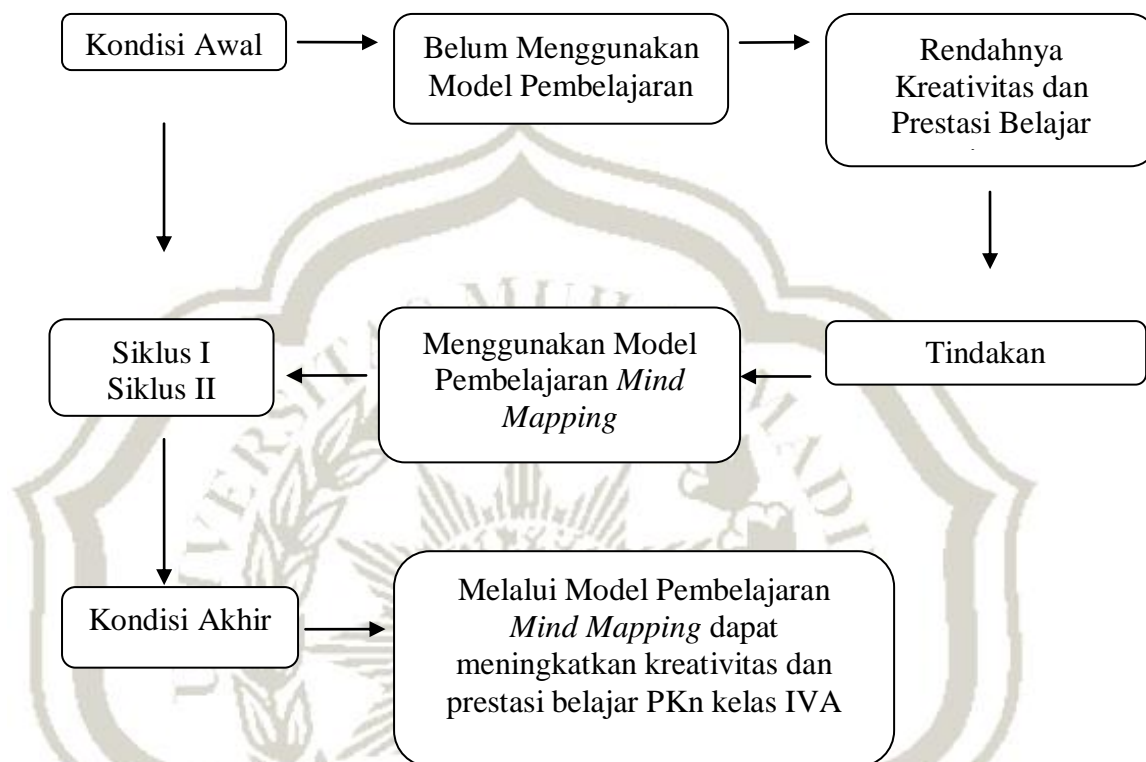 Kondisi Awal
Belum Menggunakan
Model Pembelajaran
Rendahnya
Kreativitas dan
Prestasi Belajar
Siklus I
Siklus II
Menggunakan Model
Pembelajaran Mind
Mapping
Tindakan
Kondisi Akhir
Melalui Model Pembelajaran
Mind Mapping dapat
meningkatkan kreativitas dan
prestasi belajar PKn kelas IVA